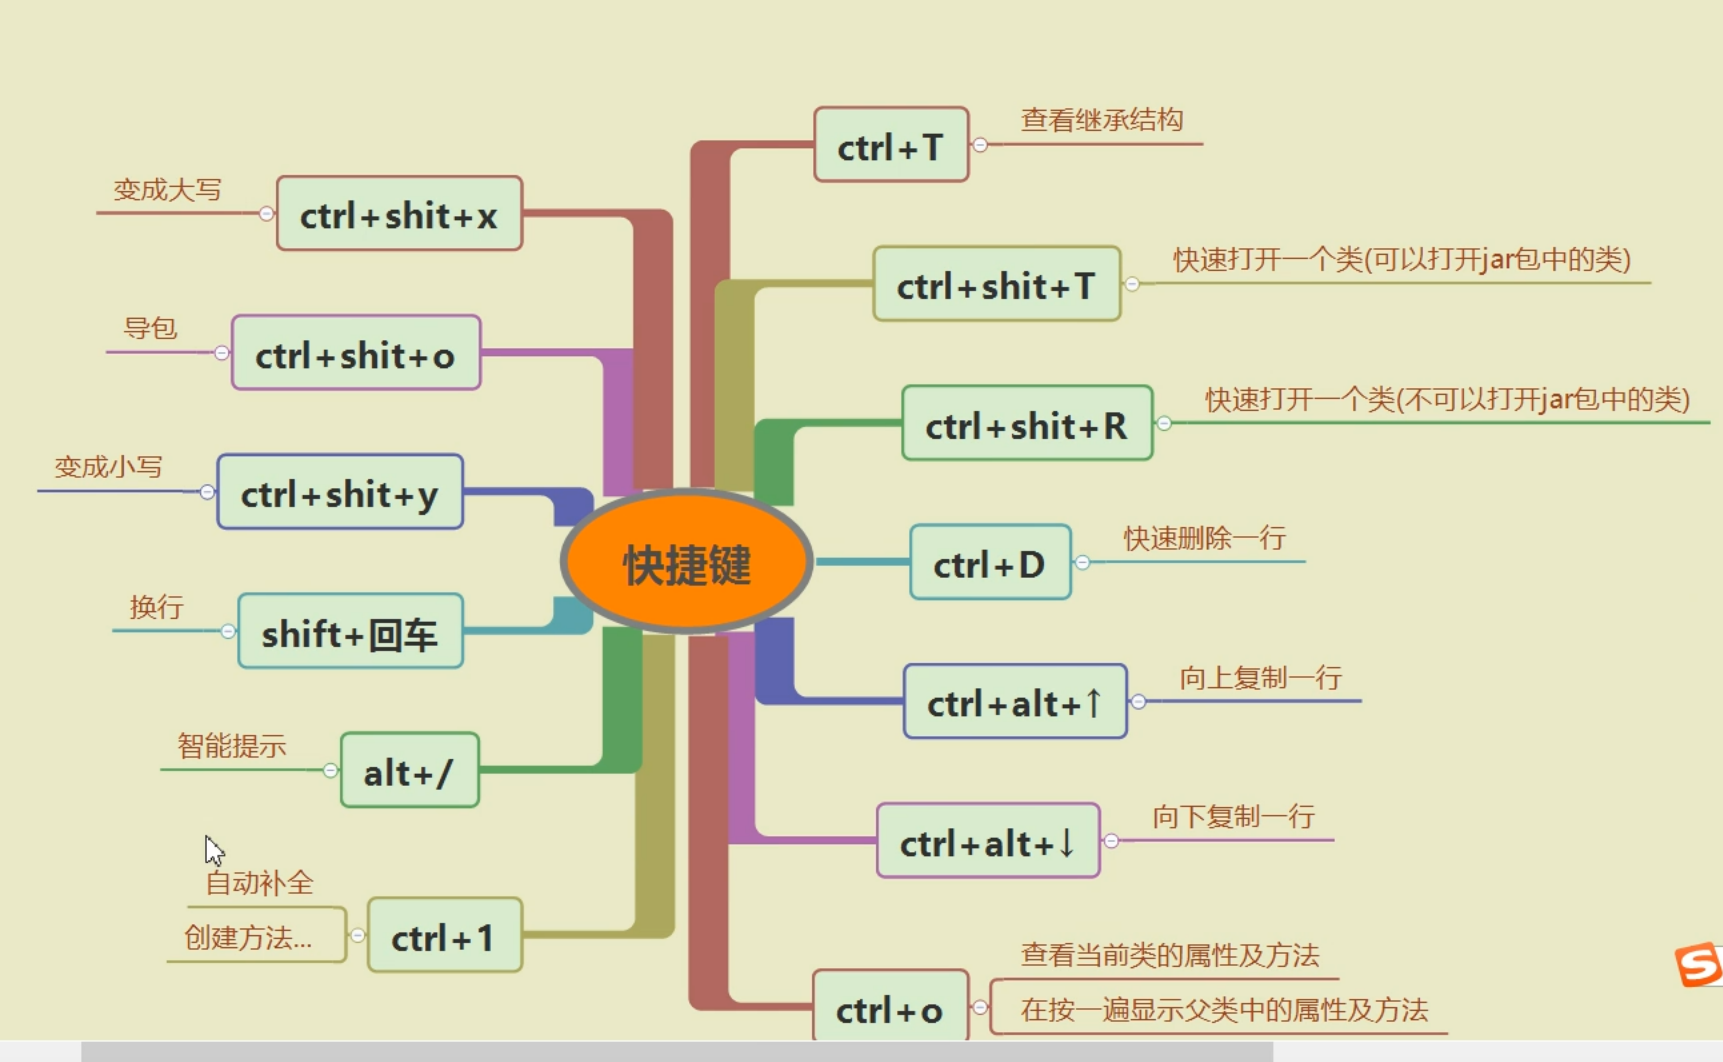 快捷键
ctrl+T
查看继承结构
ctrl+shit+T
快速打开一个类(可以打开jar包中的类)
ctrl+shit+R
快速打开一个类(不可以打开jar包中的类)
ctrl+D
快速删除一行
ctrl+alt+↑
向上复制一行
ctrl+alt+↓
向下复制一行
ctrl+o
查看当前类的属性及方法
在按一遍显示父类中的属性及方法
变成大写
ctrl+shit+x
导包
ctrl+shit+o
变成小写
ctrl+shit+y
换行
shift+回车
智能提示
alt+/
自动补全
创建方法...
ctrl+1
S